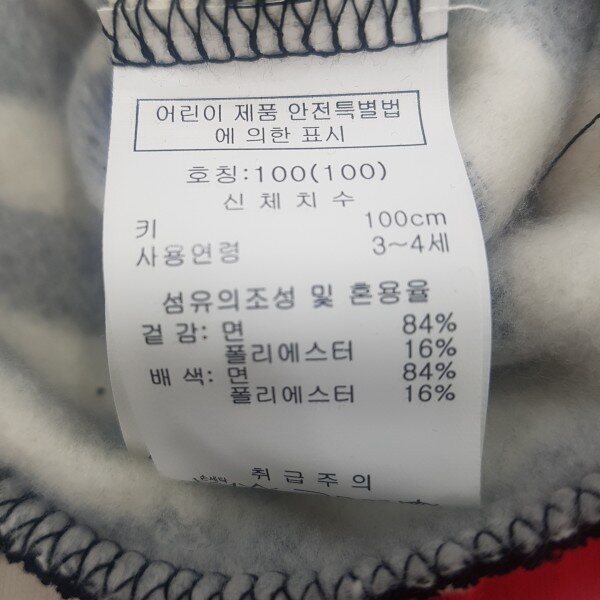 어린이 제품 안전특별법
에 의한 표시
호칭:100(100)
신체치수
키 100cm
사용연령 3~4세
섬유의조성 및 혼용율
겉 감: 면 84%
폴리에스터 16%
배 색: 면 84%
폴리에스터 16%
취급주의
손세탁